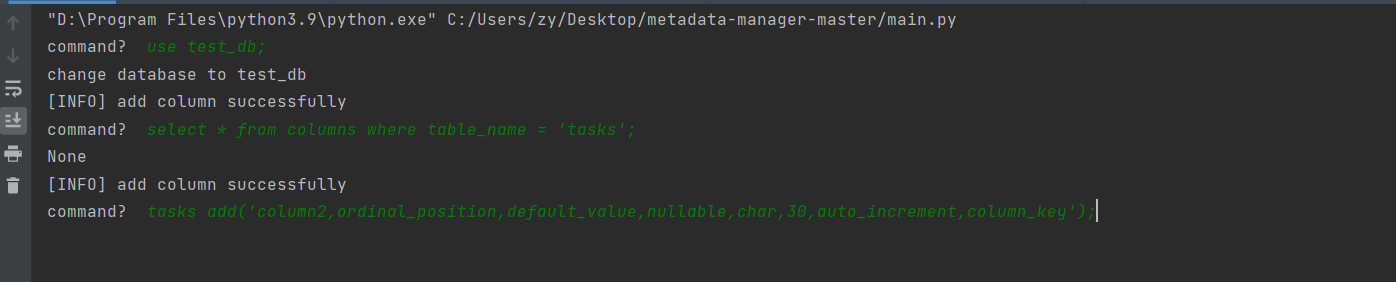 "D:\Program Files\python3.9\python.exe" C:/Users/zy/Desktop/metadata-manager-master/main.py
command?  use test_db;
change database to test_db
[INFO] add column successfully
command?  select * from columns where table_name = 'tasks';
None
[INFO] add column successfully
command?  tasks add('column2,ordinal_position,default_value,nullable,char,30,auto_increment,column_key');